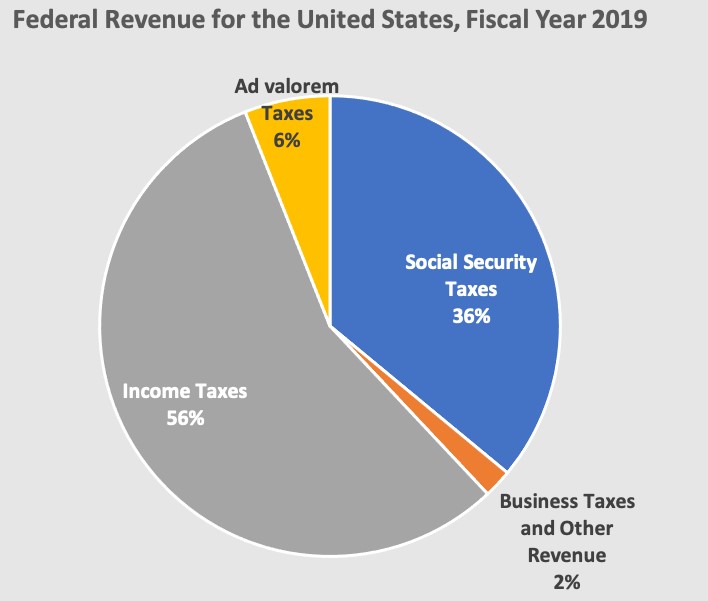 Federal Revenue for the United States, Fiscal Year 2019
Ad valorem
Taxes
6%
Social Security
Taxes
36%
Income Taxes
56%
Business Taxes
and Other
Revenue
2%